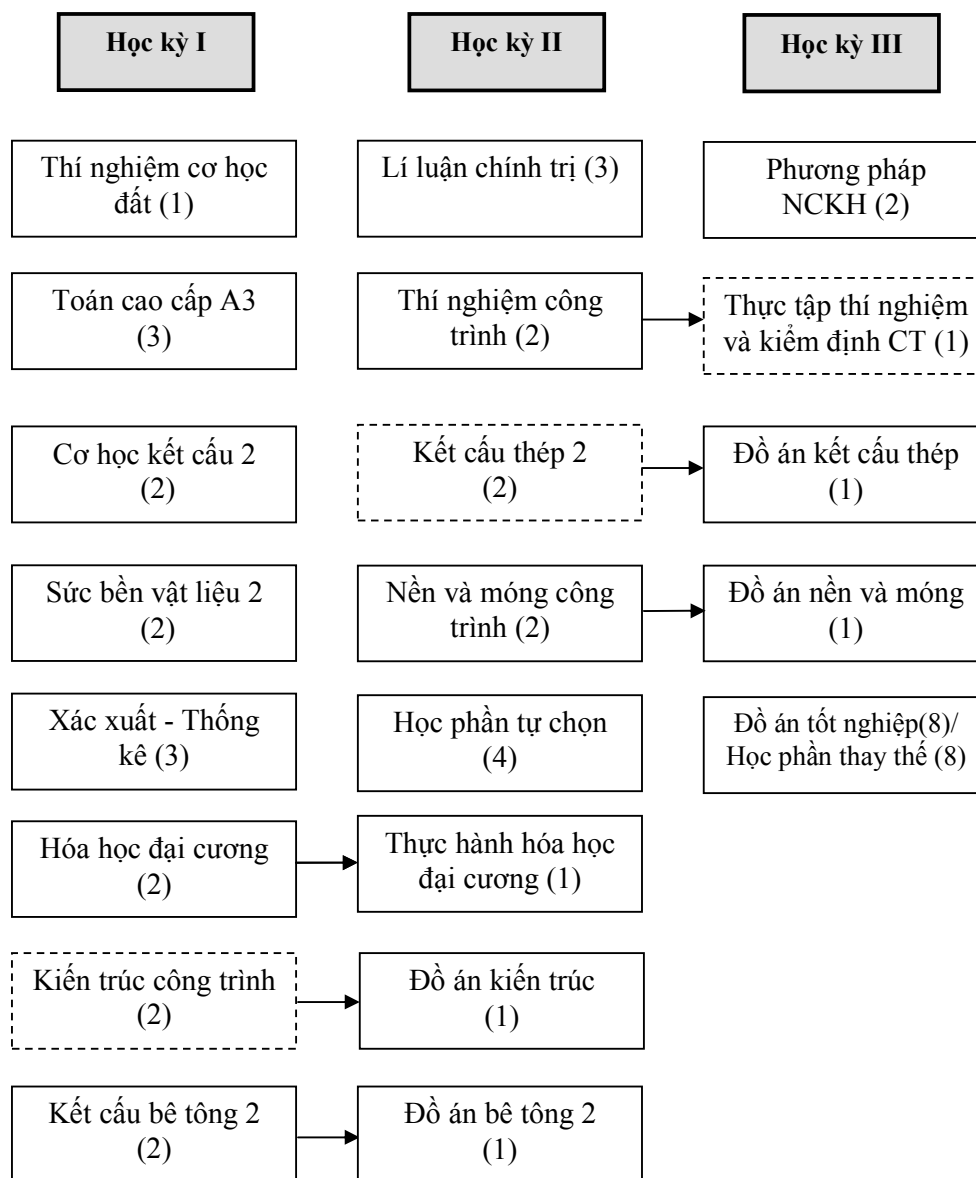 Học kỳ I
Học kỳ II
Học kỳ III
Thí nghiệm cơ học
đất (1)
Lí luận chính trị (3)
Phương pháp
NCKH (2)
Toán cao cấp A3
(3)
Thí nghiệm công
trình (2)
Thực tập thí nghiệm
và kiểm định CT (1)
Cơ học kết cấu 2
(2)
Kết cấu thép 2
(2)
Đồ án kết cấu thép
(1)
Sức bền vật liệu 2
(2)
Nền và móng công
trình (2)
Đồ án nền và móng
(1)
Xác xuất - Thống
kê (3)
Học phần tự chọn
(4)
Đồ án tốt nghiệp(8)/
Học phần thay thế (8)
Hóa học đại cương
(2)
Thực hành hóa học
đại cương (1)
Kiến trúc công trình
(2)
Đồ án kiến trúc
(1)
Kết cấu bê tông 2
(2)
Đồ án bê tông 2
(1)